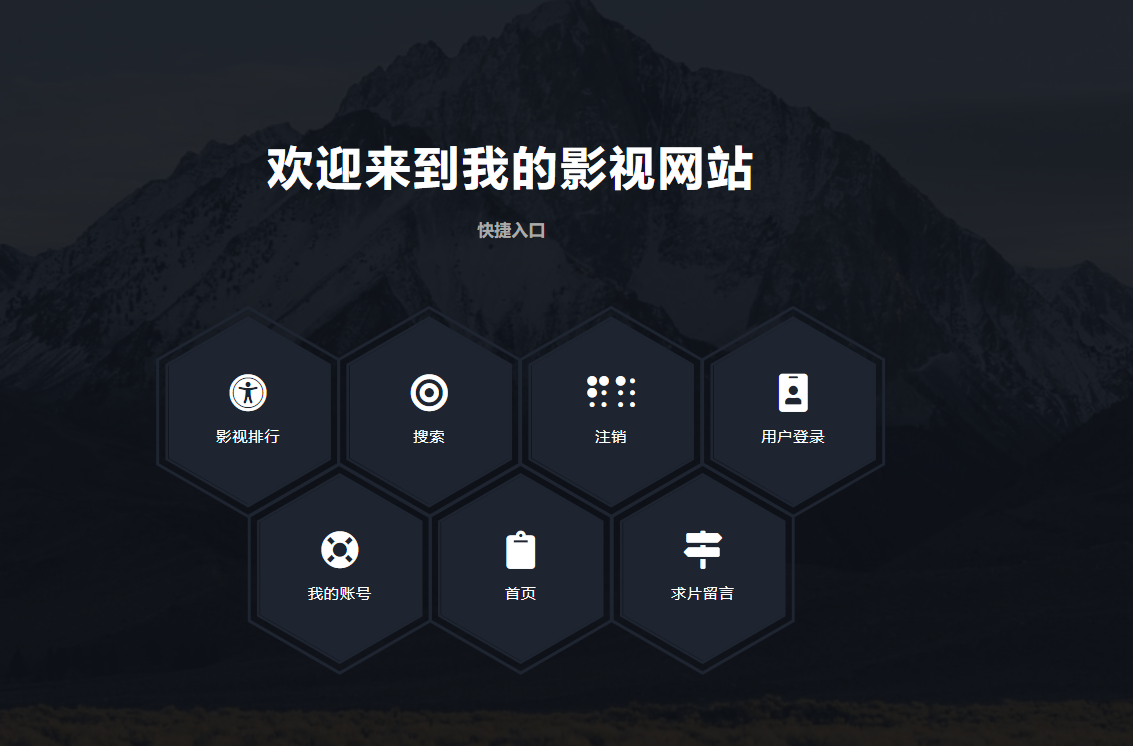 欢迎来到我的影视网站
快捷入口
影视排行
搜索
注销
用户登录
我的账号
首页
求片留言